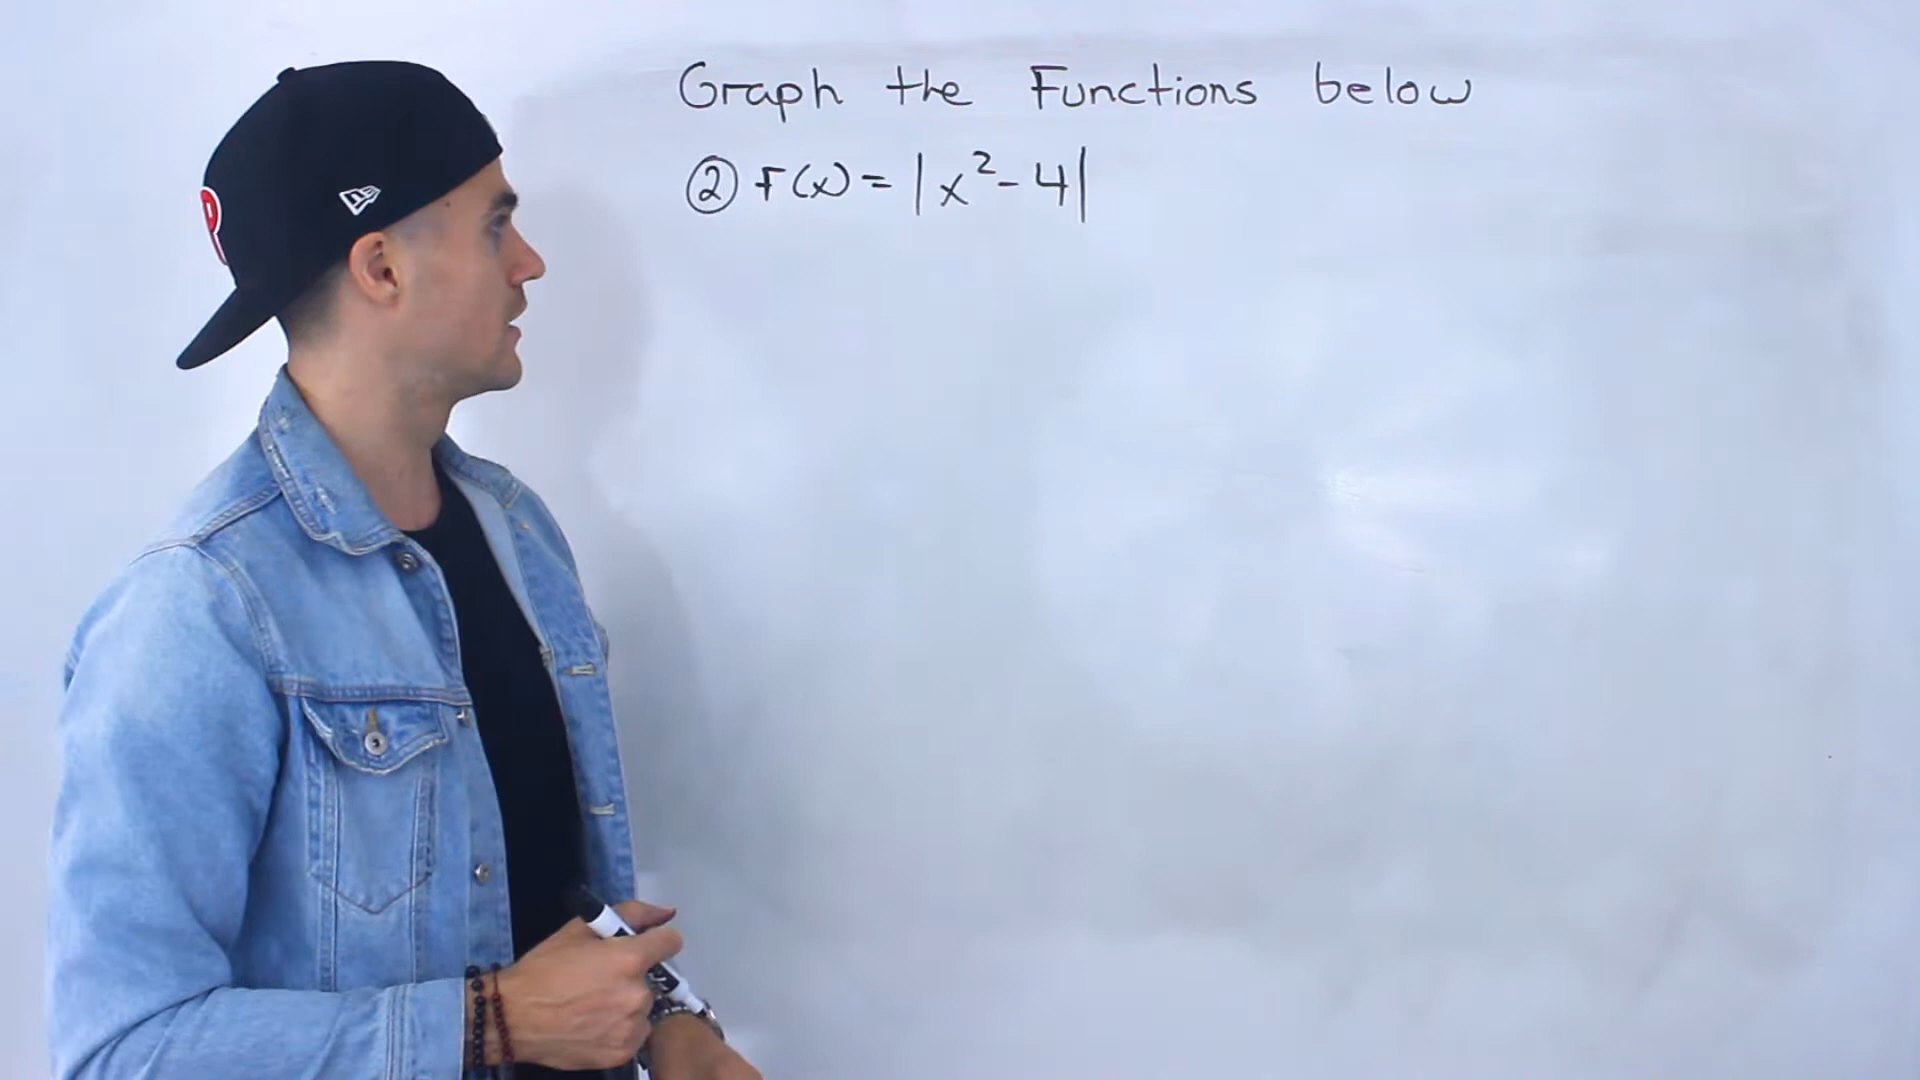 Graph the Functions below
② F(x) = |x²-4|
P